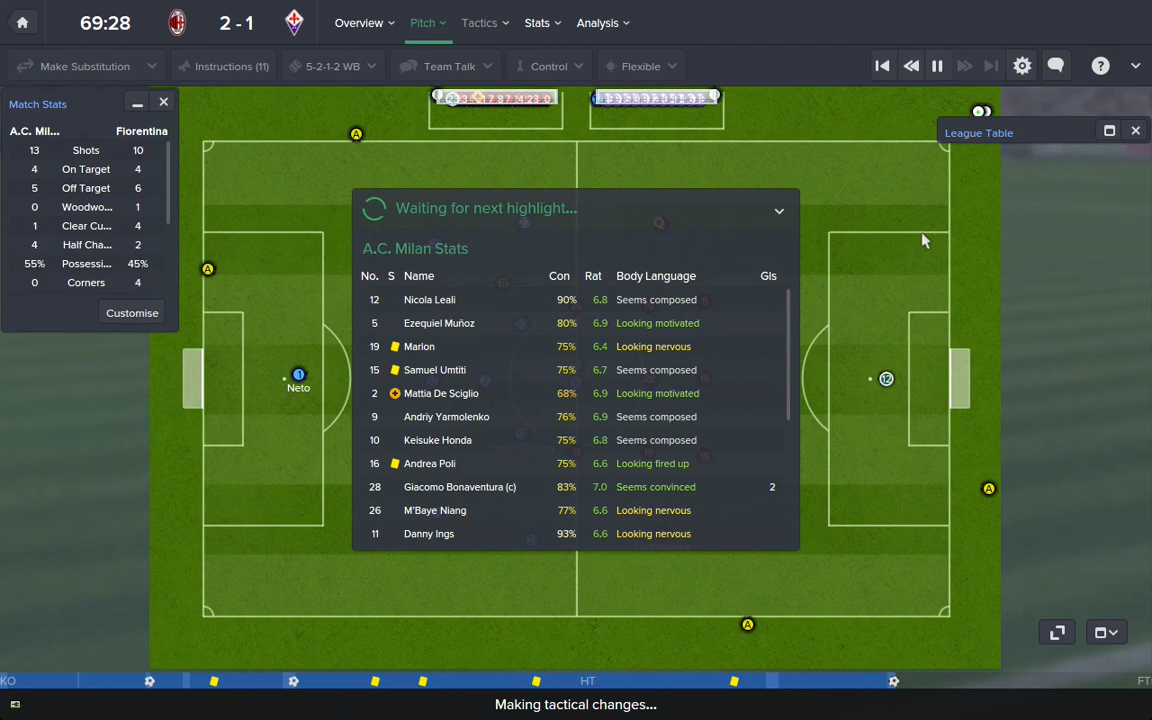 69:28 2 - 1 Overview Pitch Tactics Stats Analysis
Make Substitution Instructions (11) 5-2-1-2 WB Team Talk Control Flexible ?
Match Stats
A.C. Mil... Fiorentina
13 Shots 10
4 On Target 4
5 Off Target 6
0 Woodwo... 1
1 Clear Cu... 4
4 Half Cha... 2
55% Possessi... 45%
0 Corners 4
Customise
League Table
A
A
A
A
1
Neto
12
Waiting for next highlight...
A.C. Milan Stats
No. S Name Con Rat Body Language Gls
12 Nicola Leali 90% 6.8 Seems composed
5 Ezequiel Muñoz 80% 6.9 Looking motivated
19 Marlon 75% 6.4 Looking nervous
15 Samuel Umtiti 75% 6.7 Seems composed
2 Mattia De Sciglio 68% 6.9 Looking motivated
9 Andriy Yarmolenko 76% 6.9 Seems composed
10 Keisuke Honda 75% 6.8 Seems composed
16 Andrea Poli 75% 6.6 Looking fired up
28 Giacomo Bonaventura (c) 83% 7.0 Seems convinced 2
26 M'Baye Niang 77% 6.6 Looking nervous
11 Danny Ings 93% 6.6 Looking nervous
KO HT FT
Making tactical changes...